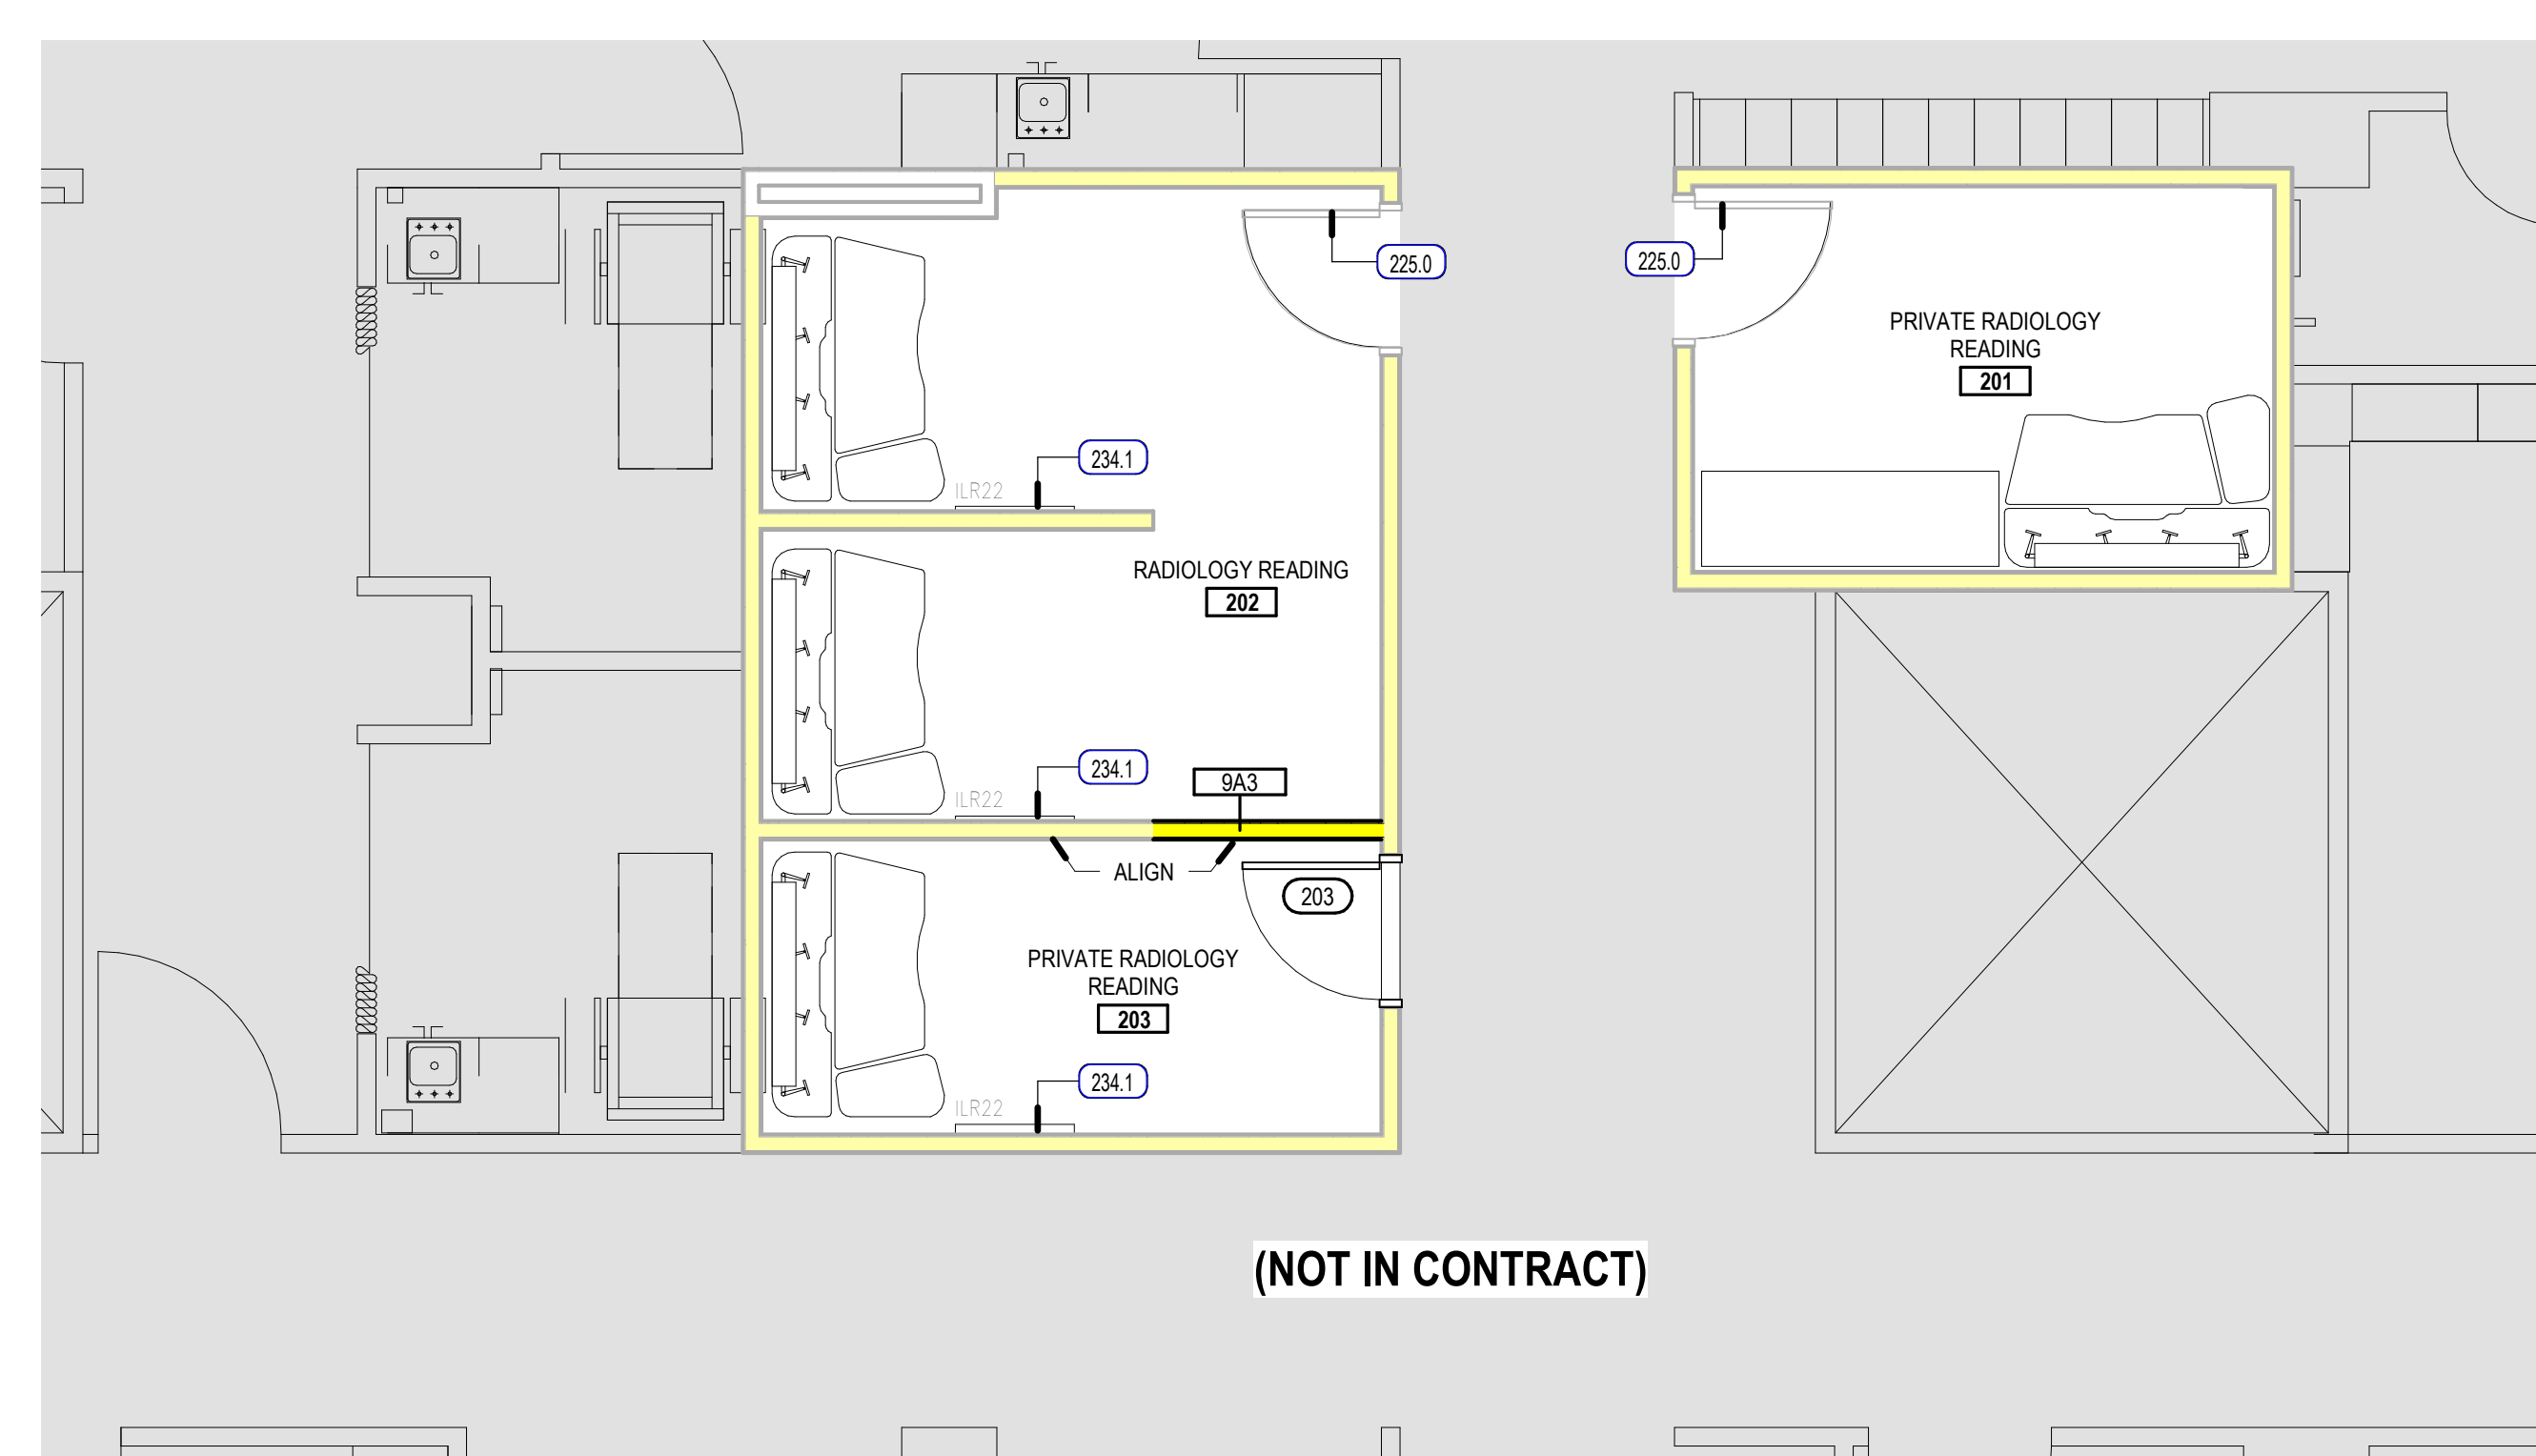 225.0
225.0
PRIVATE RADIOLOGY
READING
201
234.1
ILR22
RADIOLOGY READING
202
234.1
9A3
ILR22
ALIGN
203
PRIVATE RADIOLOGY
READING
203
234.1
ILR22
(NOT IN CONTRACT)